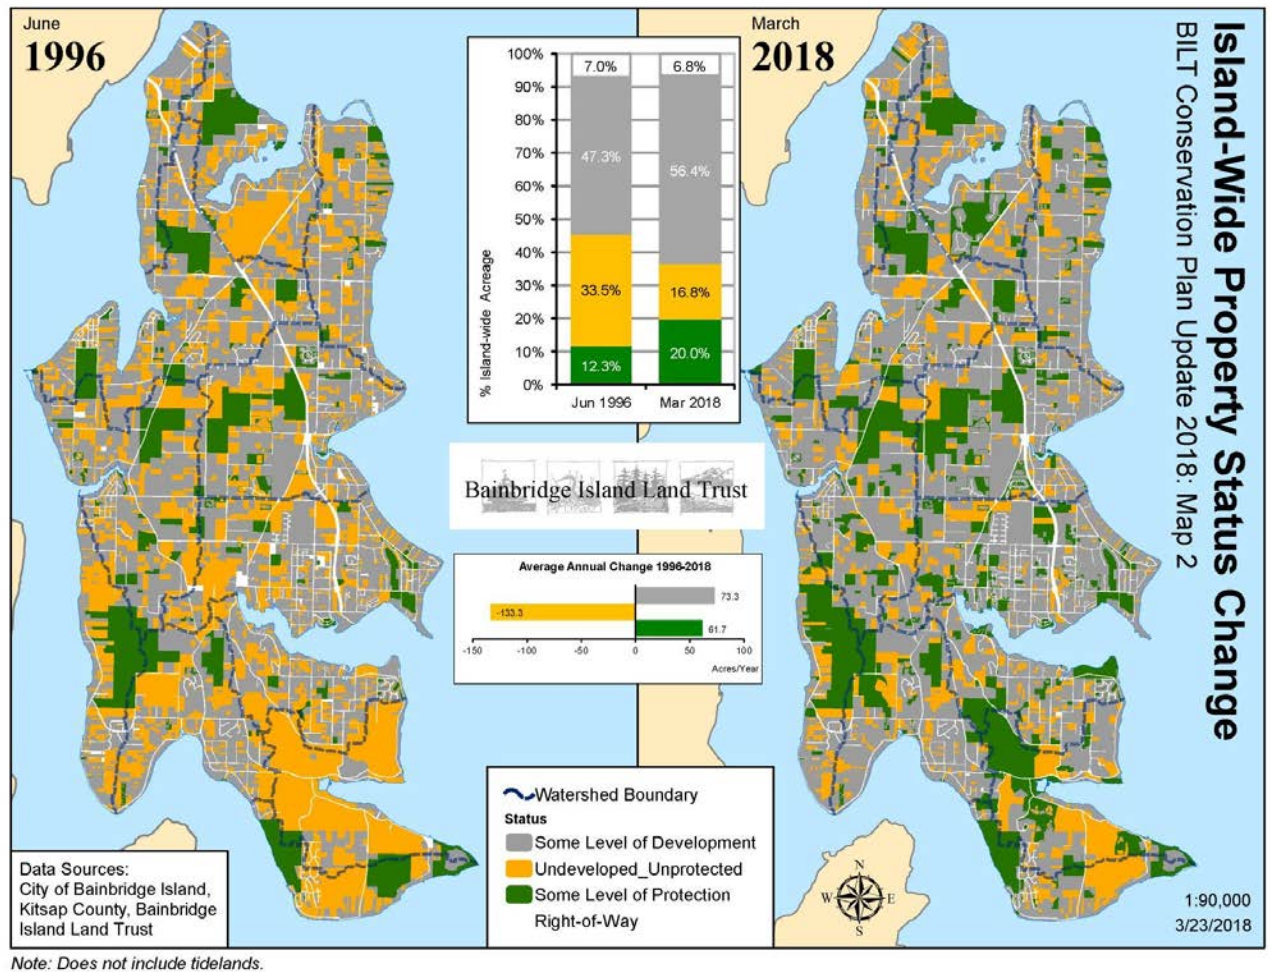 June
1996
March
2018
Island-Wide Property Status Change
BILT Conservation Plan Update 2018: Map 2
100%
90%
80%
70%
60%
50%
40%
30%
20%
10%
0%
% Island-wide Acreage
7.0%
47.3%
33.5%
12.3%
6.8%
56.4%
16.8%
20.0%
Jun 1996
Mar 2018
Bainbridge Island Land Trust
Average Annual Change 1996-2018
73.3
-133.3
61.7
-150
-100
-50
0
50
100
Acres/Year
Watershed Boundary
Status
Some Level of Development
Undeveloped_Unprotected
Some Level of Protection
Right-of-Way
Data Sources:
City of Bainbridge Island,
Kitsap County, Bainbridge
Island Land Trust
N
W
E
S
1:90,000
3/23/2018
Note: Does not include tidelands.